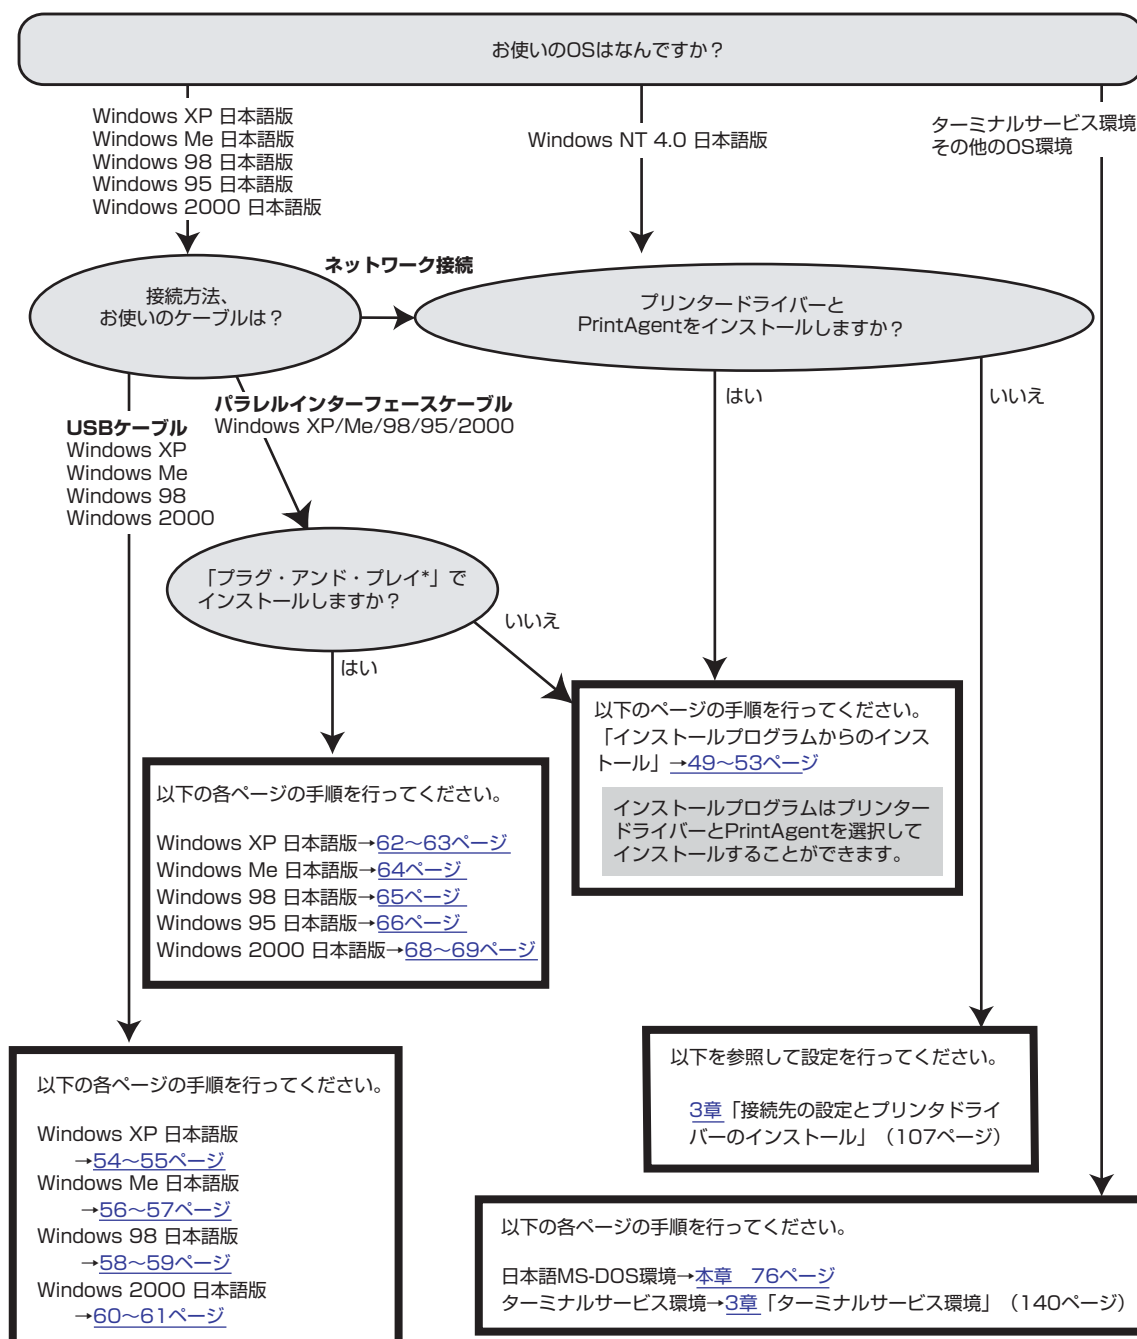 お使いのOSはなんですか？
Windows XP 日本語版
Windows Me 日本語版
Windows 98 日本語版
Windows 95 日本語版
Windows 2000 日本語版
Windows NT 4.0 日本語版
ターミナルサービス環境
その他のOS環境
接続方法、
お使いのケーブルは？
ネットワーク接続
プリンタードライバーと
PrintAgentをインストールしますか？
はい
いいえ
USBケーブル
Windows XP
Windows Me
Windows 98
Windows 2000
パラレルインターフェースケーブル
Windows XP/Me/98/95/2000
「プラグ・アンド・プレイ*」で
インストールしますか？
いいえ
はい
以下のページの手順を行ってください。
「インストールプログラムからのインス
トール」→49〜53ページ
インストールプログラムはプリンター
ドライバーとPrintAgentを選択して
インストールすることができます。
以下の各ページの手順を行ってください。
Windows XP 日本語版→62〜63ページ
Windows Me 日本語版→64ページ
Windows 98 日本語版→65ページ
Windows 95 日本語版→66ページ
Windows 2000 日本語版→68〜69ページ
以下の各ページの手順を行ってください。
Windows XP 日本語版
→54〜55ページ
Windows Me 日本語版
→56〜57ページ
Windows 98 日本語版
→58〜59ページ
Windows 2000 日本語版
→60〜61ページ
以下を参照して設定を行ってください。
3章「接続先の設定とプリンタドライ
バーのインストール」（107ページ）
以下の各ページの手順を行ってください。
日本語MS-DOS環境→本章　76ページ
ターミナルサービス環境→3章「ターミナルサービス環境」（140ページ）